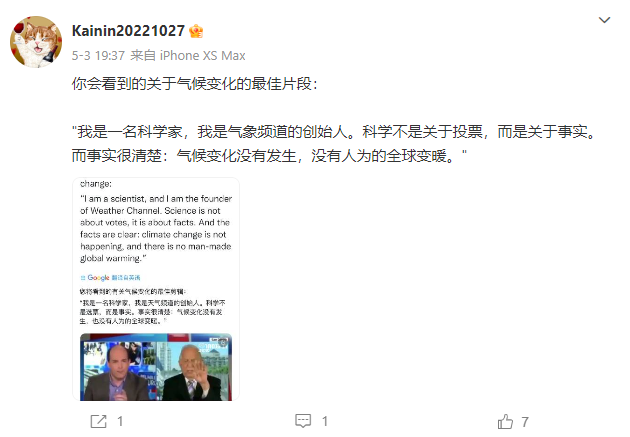 Kainin20221027
5-3 19:37 来自 iPhone XS Max
你会看到的关于气候变化的最佳片段：
"我是一名科学家，我是气象频道的创始人。科学不是关于投票，而是关于事实。
而事实很清楚：气候变化没有发生，没有人为的全球变暖。"
change:
"I am a scientist, and I am the founder
of Weather Channel. Science is not
about votes, it is about facts. And the
facts are clear: climate change is not
happening, and there is no man-made
global warming."
由 Google 翻译自英语
您将看到的有关气候变化的最佳剪辑：
"我是一名科学家，我是天气频道的创始人。科学不
是选票，而是事实。事实很清楚：气候变化没有发
生，也没有人为的全球变暖。"
1
1
7